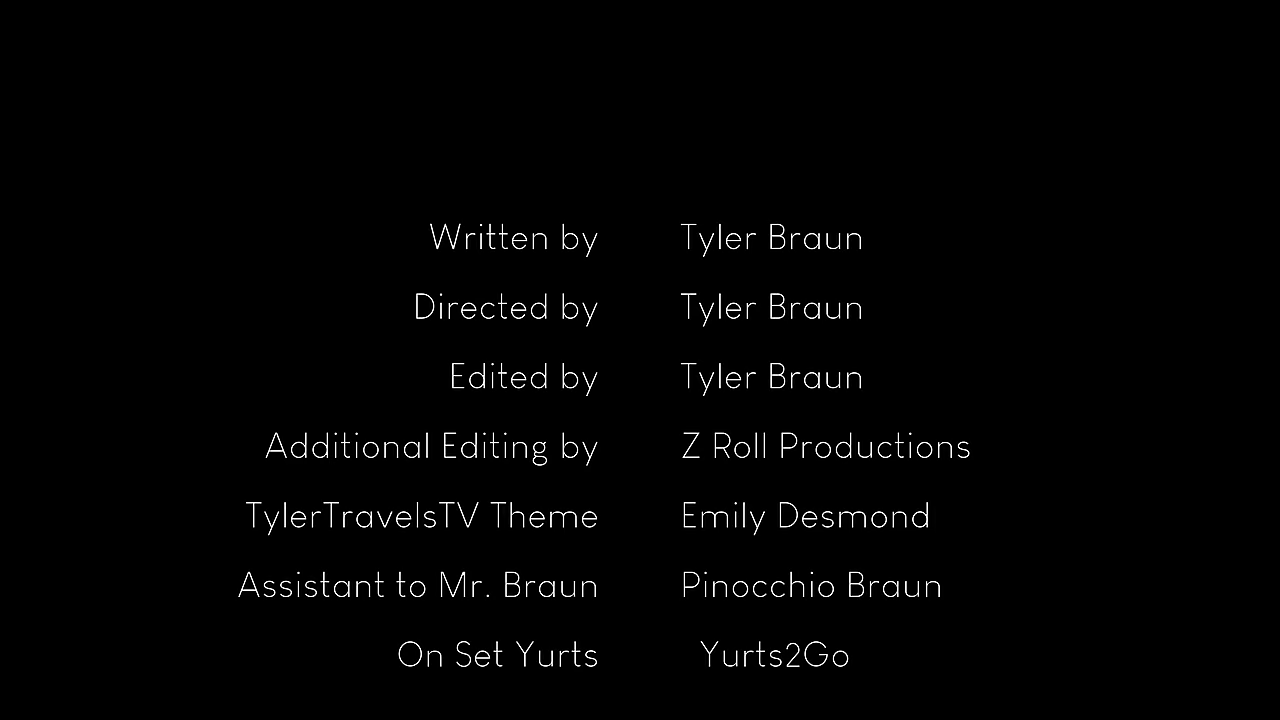 Written by Tyler Braun
Directed by Tyler Braun
Edited by Tyler Braun
Additional Editing by Z Roll Productions
TylerTravelsTV Theme Emily Desmond
Assistant to Mr. Braun Pinocchio Braun
On Set Yurts Yurts2Go